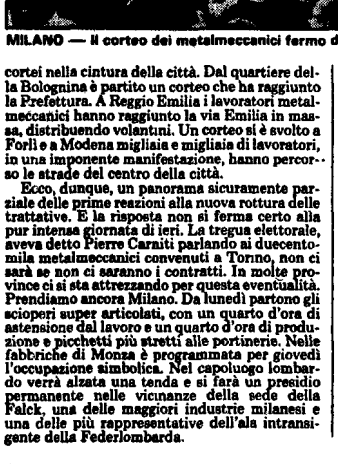 MILANO — Il corteo dei metalmeccanici fermo d
cortei nella cintura della città. Dal quartiere del-
la Bolognina è partito un corteo che ha raggiunto
la Prefettura. A Reggio Emilia i lavoratori metal-
meccanici hanno raggiunto la via Emilia in mas-
sa, distribuendo volantini. Un corteo si è svolto a
Forlì e a Modena migliaia e migliaia di lavoratori,
in una imponente manifestazione, hanno percor-
so le strade del centro della città.
Ecco, dunque, un panorama sicuramente par-
ziale delle prime reazioni alla nuova rottura delle
trattative. E la risposta non si ferma certo alla
pur intensa giornata di ieri. La tregua elettorale,
aveva detto Pierre Carniti parlando ai duecento-
mila metalmeccanici convenuti a Torino, non ci
sarà se non ci saranno i contratti. In molte pro-
vince ci si sta attrezzando per questa eventualità.
Prendiamo ancora Milano. Da lunedì partono gli
scioperi super articolati, con un quarto d'ora di
astensione dal lavoro e un quarto d'ora di produ-
zione e picchetti più stretti alle portinerie. Nelle
fabbriche di Monza è programmata per giovedì
l'occupazione simbolica. Nel capoluogo lombar-
do verrà alzata una tenda e si farà un presidio
permanente nelle vicinanze della sede della
Falck, una delle maggiori industrie milanesi e
una delle più rappresentative dell'ala intransi-
gente della Federlombarda.